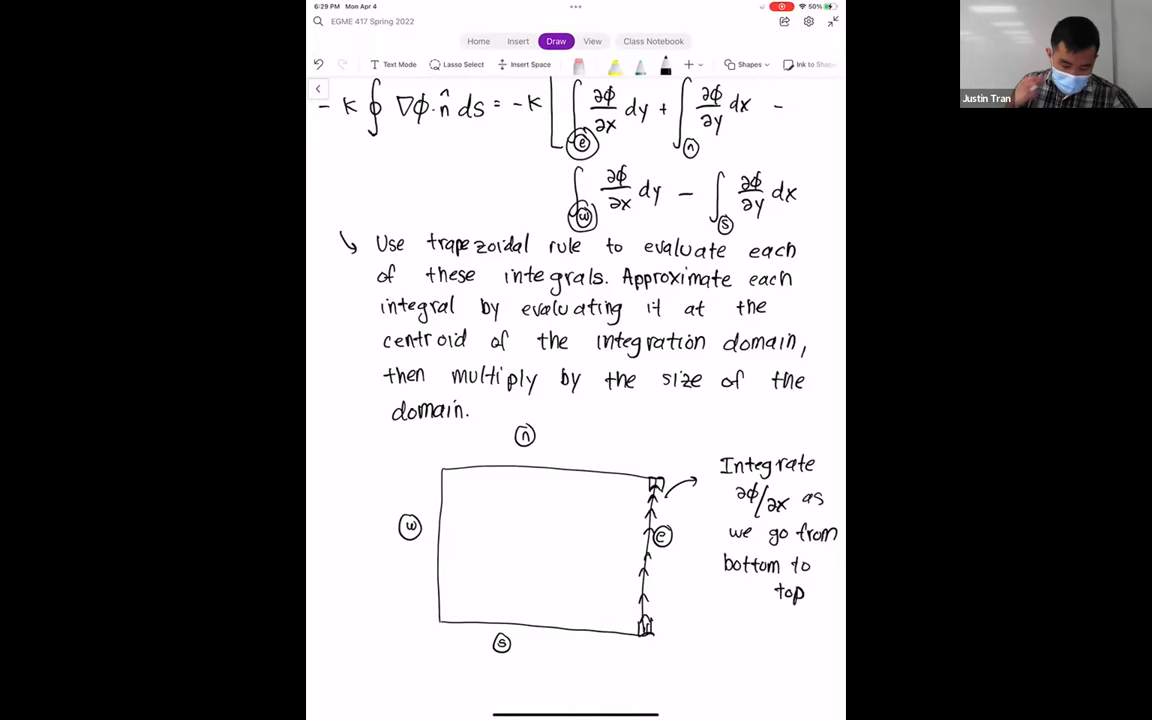 6:29 PM Mon Apr 4
50%
EGME 417 Spring 2022
Home Insert Draw View Class Notebook
Text Mode Lasso Select Insert Space Shapes Ink to Shape
- K ∮ ∇ϕ·n̂ ds = -K [ ∫ⓔ ∂ϕ/∂x dy + ∫ⓝ ∂ϕ/∂y dx -
∫ⓦ ∂ϕ/∂x dy - ∫ⓢ ∂ϕ/∂y dx
↳ Use trapezoidal rule to evaluate each
of these integrals. Approximate each
integral by evaluating it at the
centroid of the integration domain,
then multiply by the size of the
domain.
ⓝ
Integrate
∂ϕ/∂x as
ⓦ
ⓔ
we go from
bottom to
top
ⓢ
Justin Tran